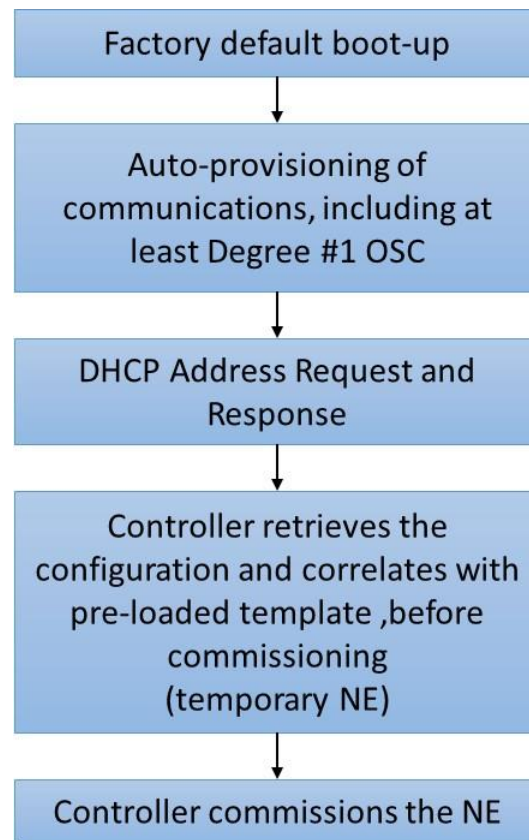 Factory default boot-up
Auto-provisioning of
communications, including at
least Degree #1 OSC
DHCP Address Request and
Response
Controller retrieves the
configuration and correlates with
pre-loaded template ,before
commissioning
(temporary NE)
Controller commissions the NE